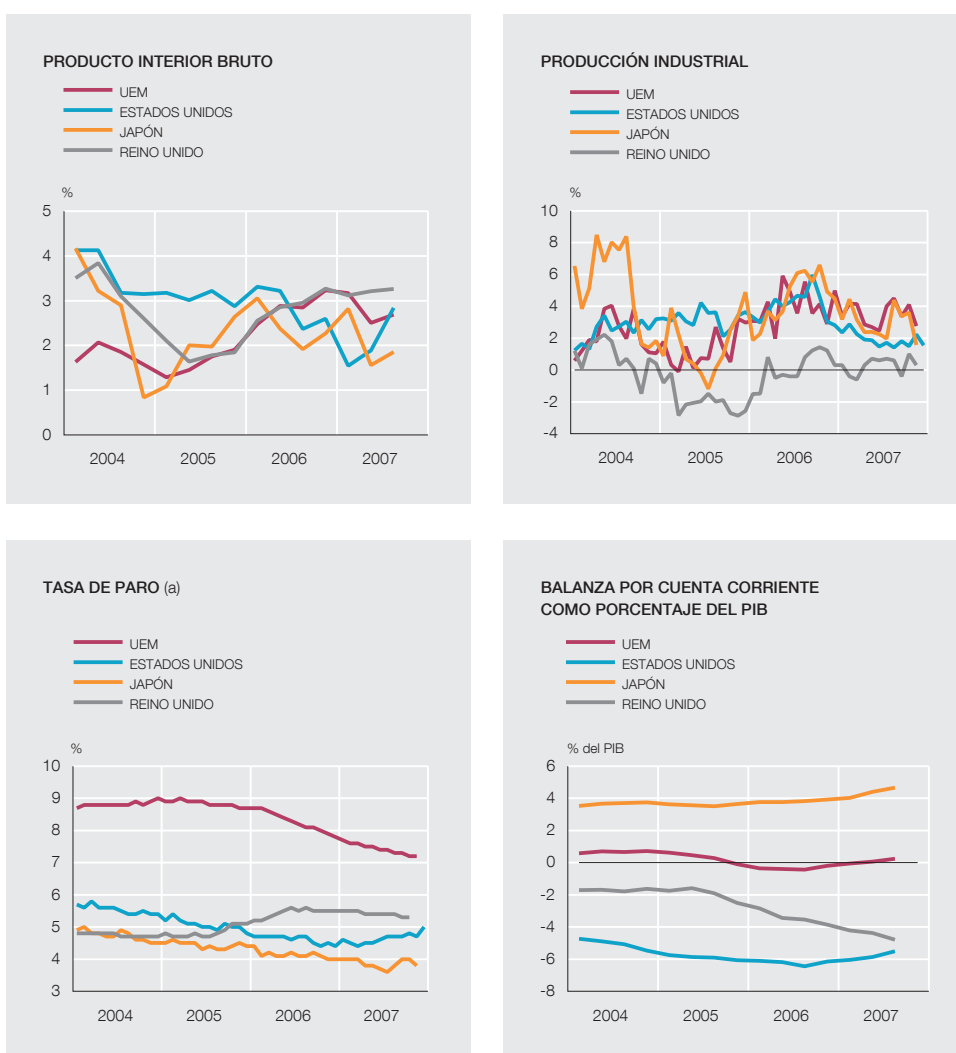 PRODUCTO INTERIOR BRUTO
UEM
ESTADOS UNIDOS
JAPÓN
REINO UNIDO
%
5
4
3
2
1
0
2004 2005 2006 2007
PRODUCCIÓN INDUSTRIAL
UEM
ESTADOS UNIDOS
JAPÓN
REINO UNIDO
%
10
8
6
4
2
0
-2
-4
2004 2005 2006 2007
TASA DE PARO (a)
UEM
ESTADOS UNIDOS
JAPÓN
REINO UNIDO
%
10
9
8
7
6
5
4
3
2004 2005 2006 2007
BALANZA POR CUENTA CORRIENTE
COMO PORCENTAJE DEL PIB
UEM
ESTADOS UNIDOS
JAPÓN
REINO UNIDO
% del PIB
6
4
2
0
-2
-4
-6
-8
2004 2005 2006 2007